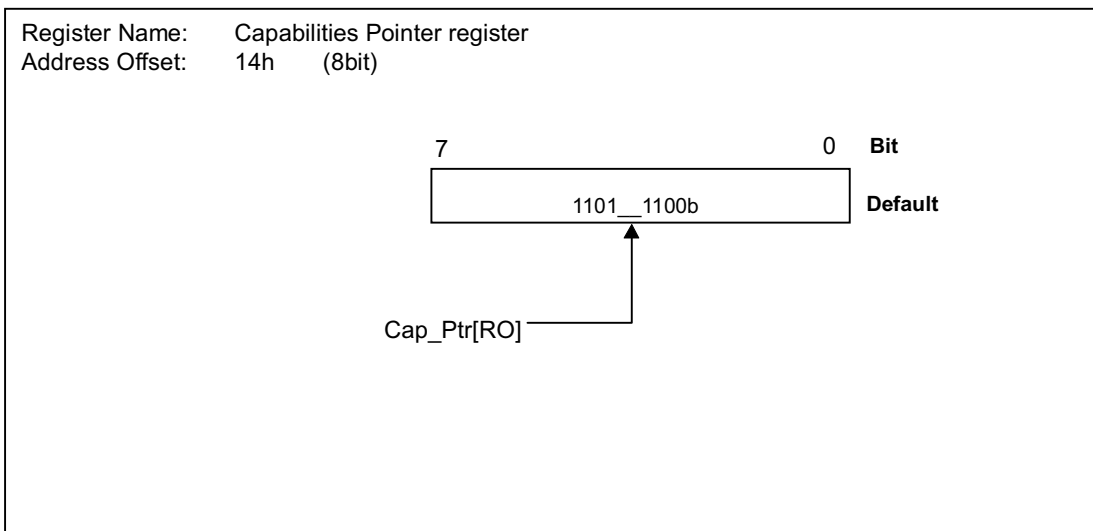 Register Name: Capabilities Pointer register
Address Offset: 14h (8bit)
7 0 Bit
1101__1100b Default
Cap_Ptr[RO]